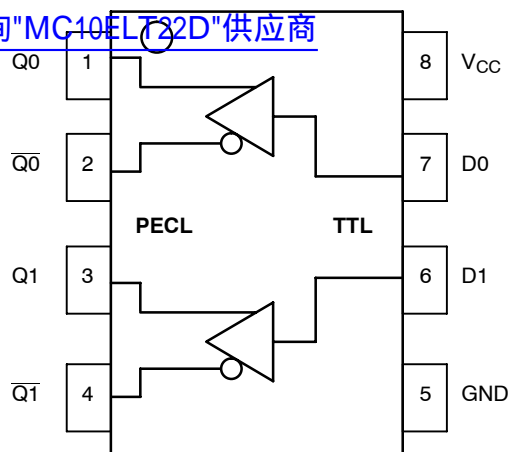 询"MC10ELT22D"供应商
Q0 1 8 VCC
Q0 2 7 D0
PECL TTL
Q1 3 6 D1
Q1 4 5 GND